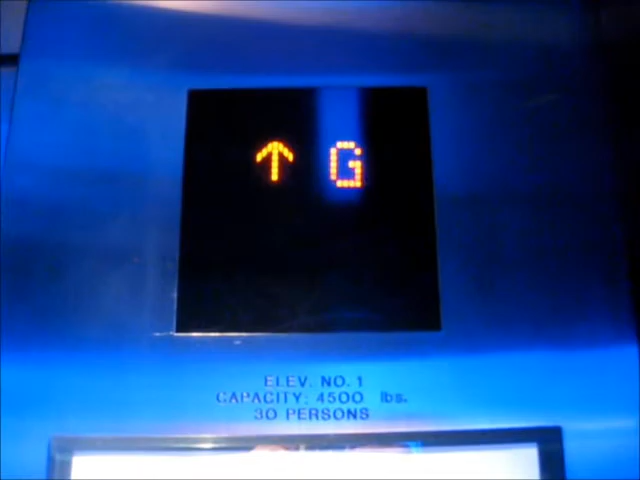 ↑ G
ELEV. NO. 1
CAPACITY: 4500 lbs.
30 PERSONS